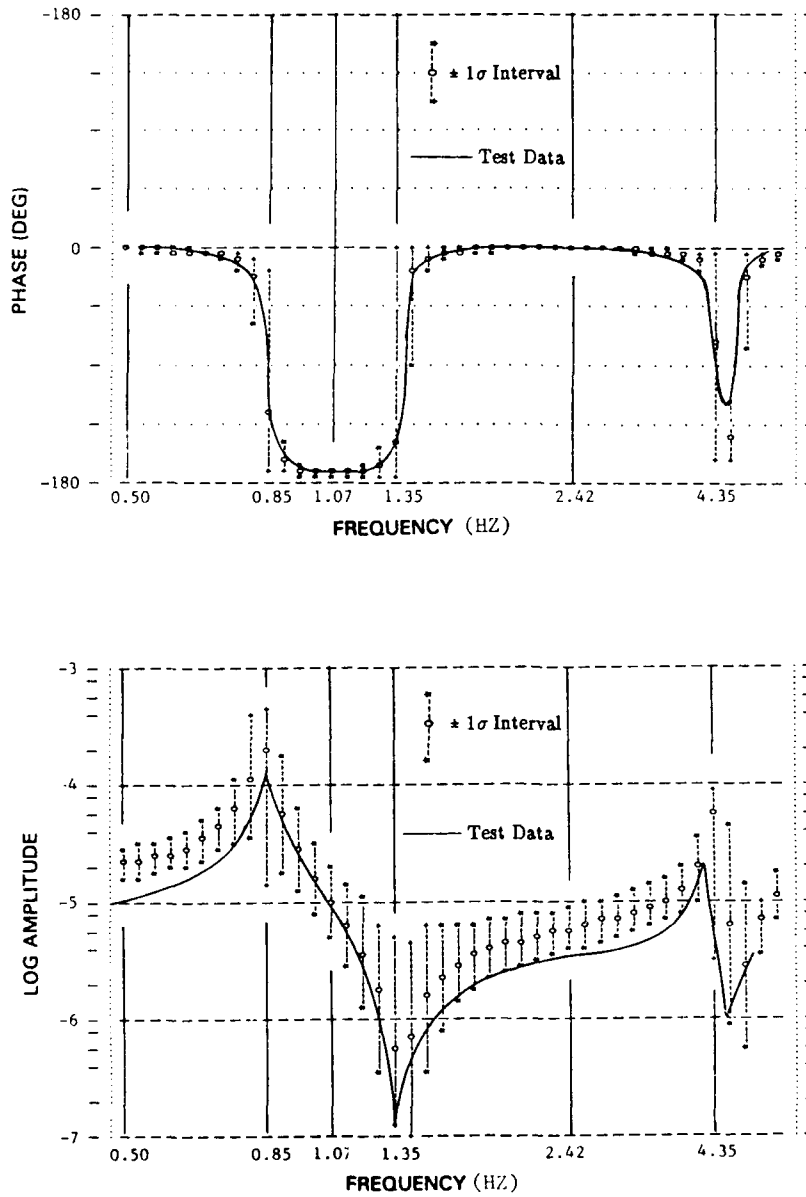 -180
± 1σ Interval
Test Data
PHASE (DEG)
0
-180
0.50 0.85 1.07 1.35 2.42 4.35
FREQUENCY (HZ)
-3
± 1σ Interval
-4
Test Data
LOG AMPLITUDE
-5
-6
-7
0.50 0.85 1.07 1.35 2.42 4.35
FREQUENCY (HZ)